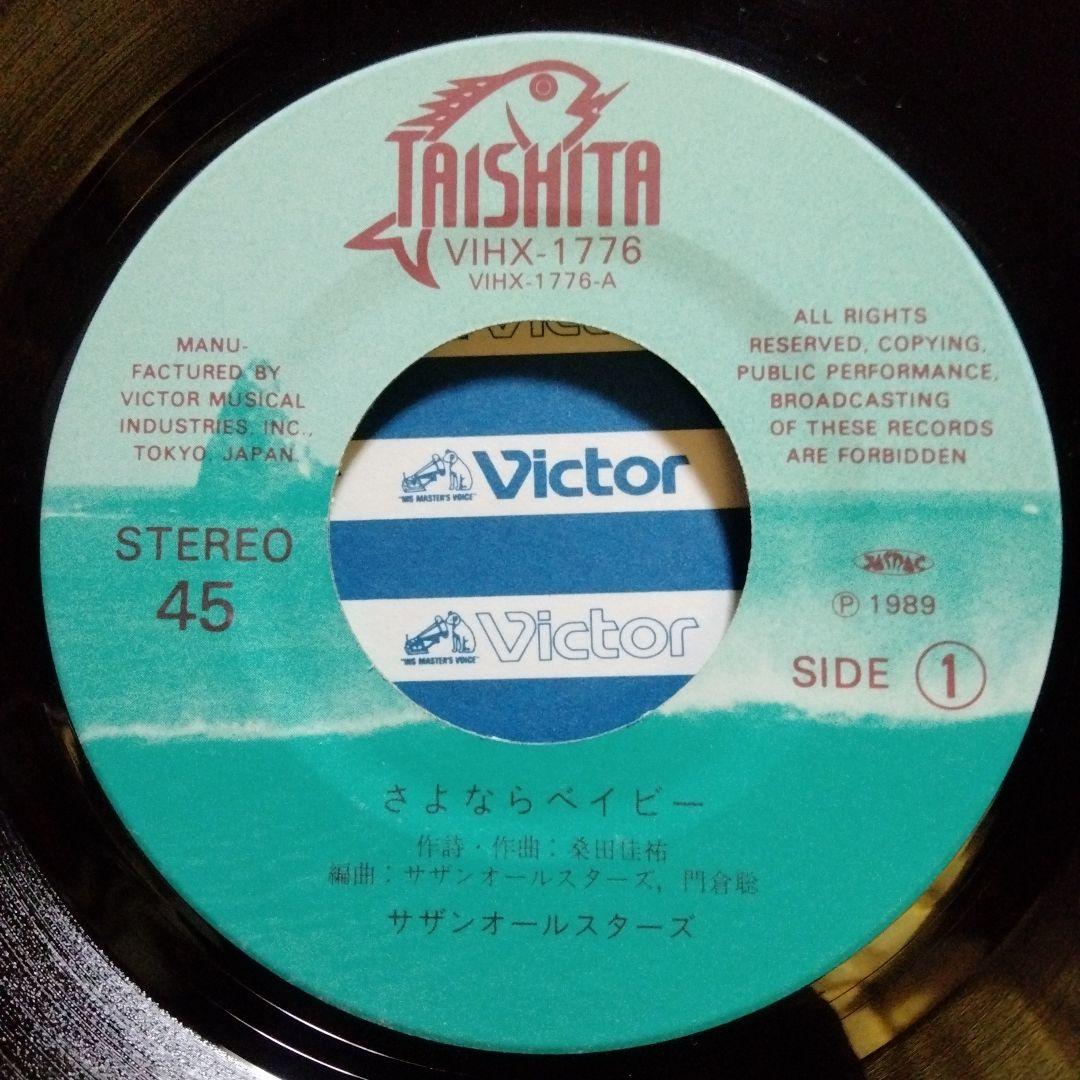 TAISHITA
VIHX-1776
VIHX-1776-A
MANU-
FACTURED BY
VICTOR MUSICAL
INDUSTRIES, INC.,
TOKYO, JAPAN
ALL RIGHTS
RESERVED, COPYING,
PUBLIC PERFORMANCE,
BROADCASTING
OF THESE RECORDS
ARE FORBIDDEN
Victor
"HIS MASTER'S VOICE"
Victor
"HIS MASTER'S VOICE"
Victor
STEREO
45
JASRAC
Ⓟ 1989
SIDE ①
さよならベイビー
作詩・作曲:桑田佳祐
編曲:サザンオールスターズ, 門倉聡
サザンオールスターズ